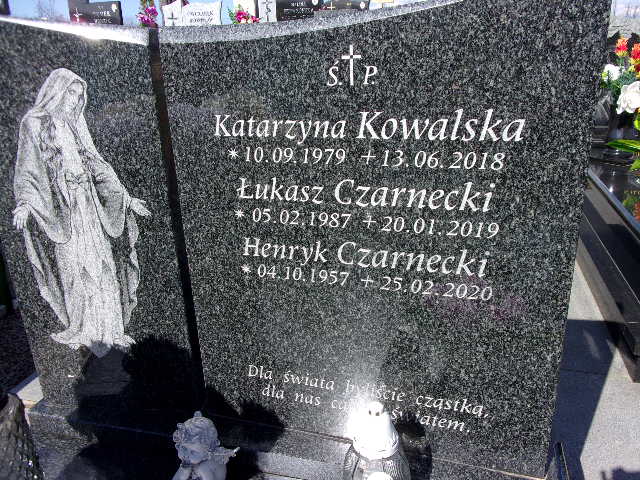 Ś. P.
Katarzyna Kowalska
* 10.09.1979 + 13.06.2018
Łukasz Czarnecki
* 05.02.1987 + 20.01.2019
Henryk Czarnecki
* 04.10.1957 + 25.02.2020
Dla świata byliście cząstką,
dla nas